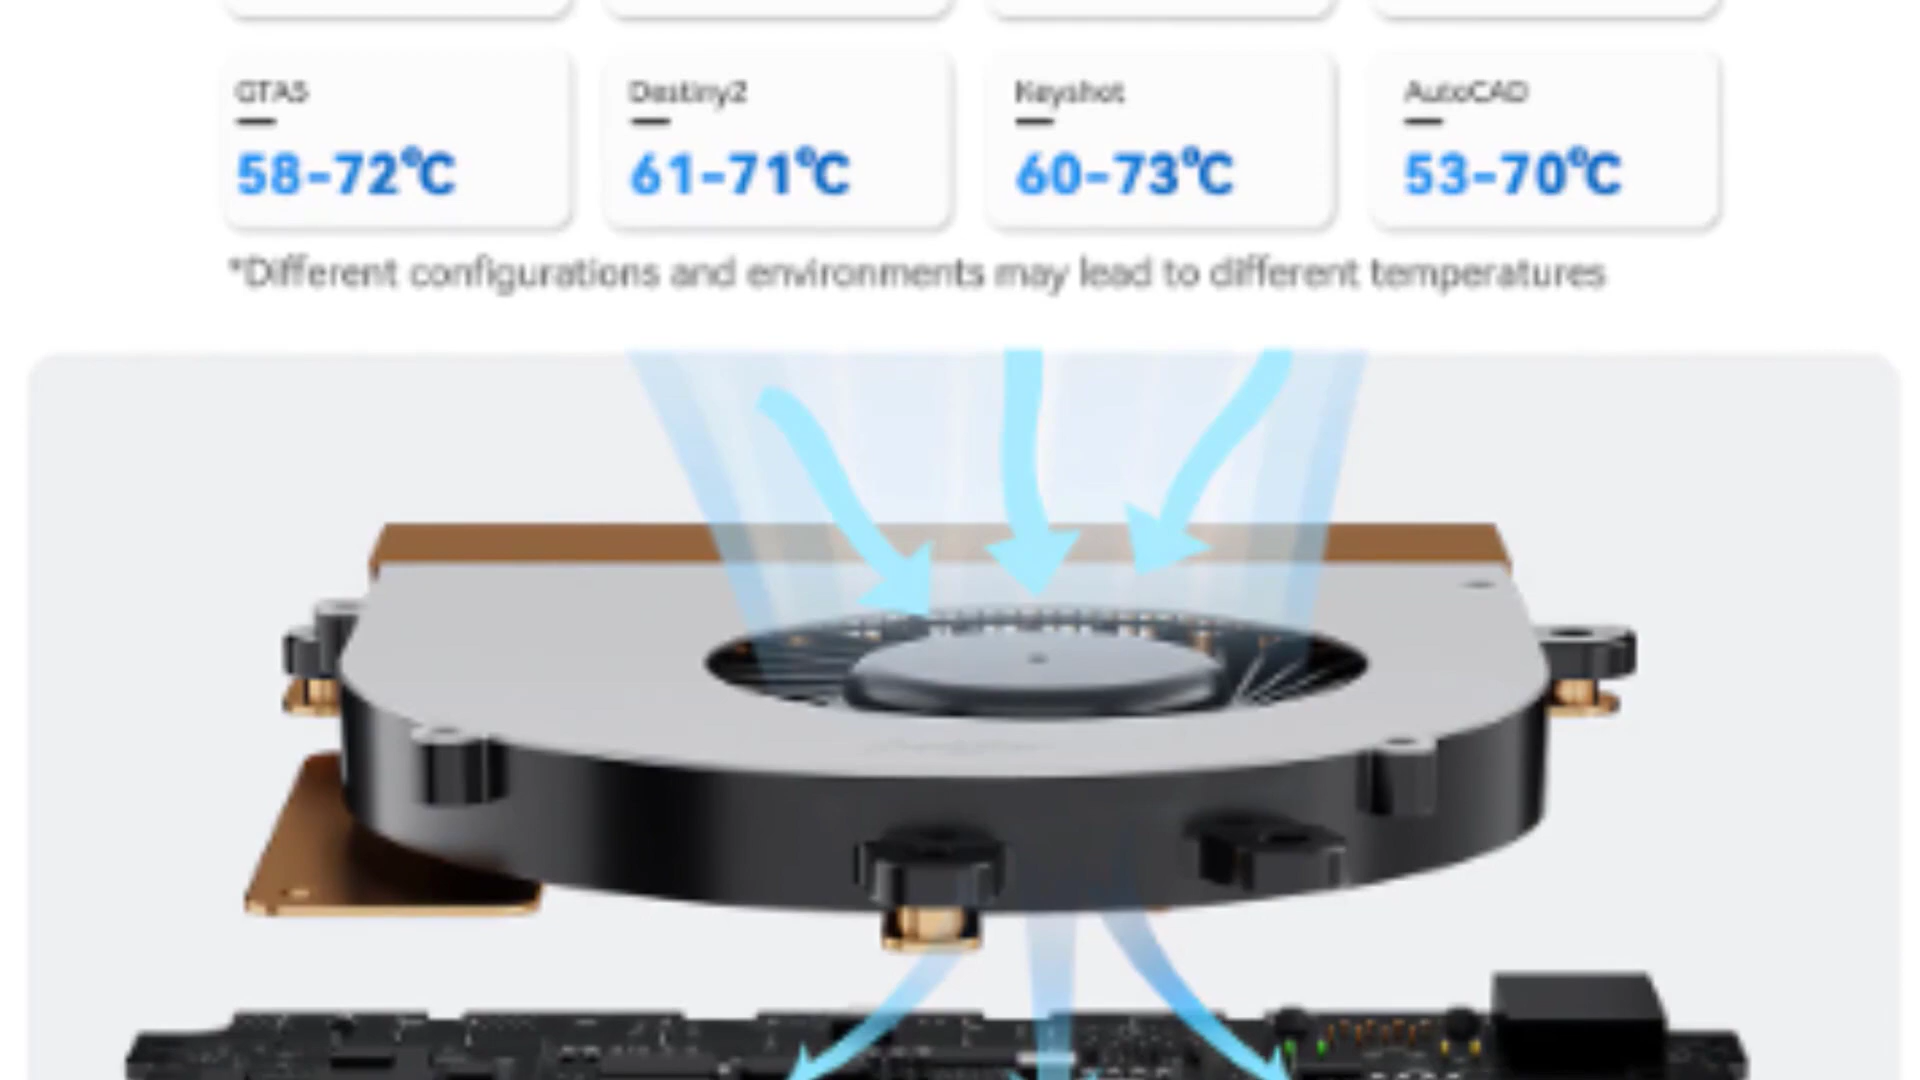 GTA5 Destiny2 Keyshot AutoCAD
58-72℃ 61-71℃ 60-73℃ 53-70℃
*Different configurations and environments may lead to different temperatures